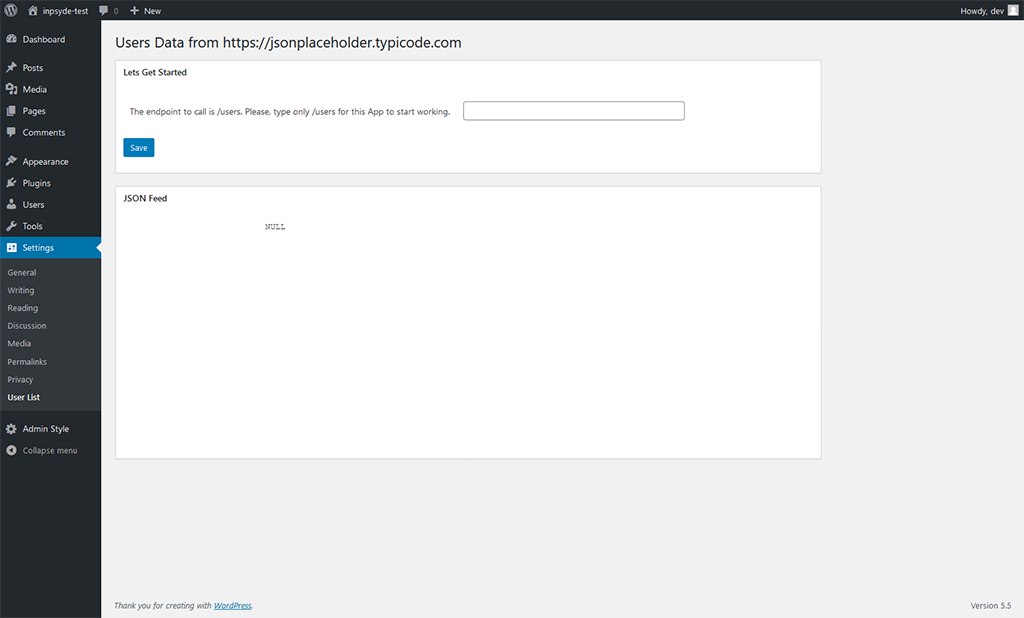 inpsyde-test 0 New Howdy, dev
Dashboard
Posts
Media
Pages
Comments
Appearance
Plugins
Users
Tools
Settings
General
Writing
Reading
Discussion
Media
Permalinks
Privacy
User List
Admin Style
Collapse menu
Users Data from https://jsonplaceholder.typicode.com
Lets Get Started
The endpoint to call is /users. Please, type only /users for this App to start working.
Save
JSON Feed
NULL
Thank you for creating with WordPress.
Version 5.5